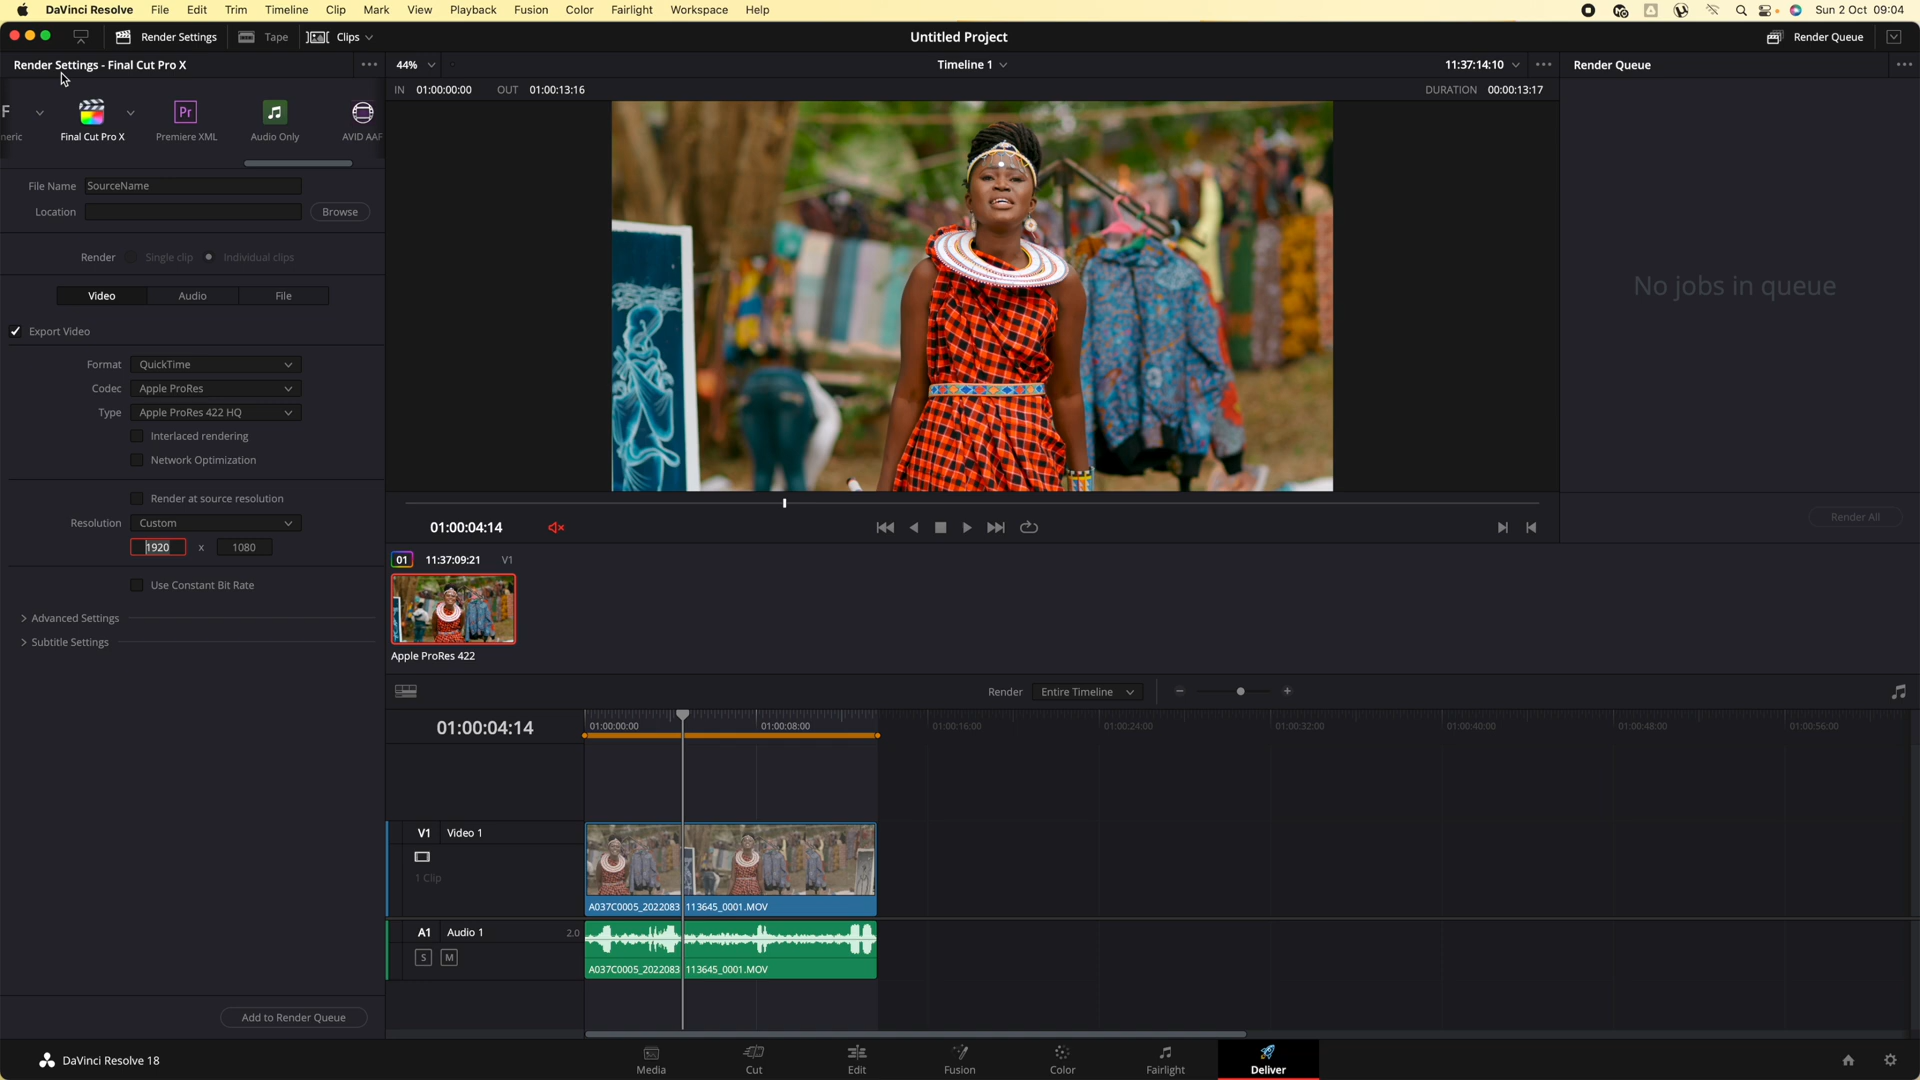 DaVinci Resolve File Edit Trim Timeline Clip Mark View Playback Fusion Color Fairlight Workspace Help Sun 2 Oct 09:04
Render Settings Tape Clips Untitled Project Render Queue
Render Settings - Final Cut Pro X 44% Timeline 1 11:37:14:10 Render Queue
IN 01:00:00:00 OUT 01:00:13:16 DURATION 00:00:13:17
F Pr
neric Final Cut Pro X Premiere XML Audio Only AVID AAF
File Name SourceName
Location Browse
Render Single clip Individual clips
Video Audio File
Export Video
Format QuickTime
Codec Apple ProRes
Type Apple ProRes 422 HQ
Interlaced rendering
Network Optimization
Render at source resolution
Resolution Custom
1920 x 1080
Use Constant Bit Rate
Advanced Settings
Subtitle Settings
Add to Render Queue
No jobs in queue
Render All
01:00:04:14
01 11:37:09:21 V1
Apple ProRes 422
Render Entire Timeline
01:00:04:14 01:00:00:00 01:00:08:00 01:00:16:00 01:00:24:00 01:00:32:00 01:00:40:00 01:00:48:00 01:00:56:00
V1 Video 1
1 Clip
A037C0005_2022083 113645_0001.MOV
A1 Audio 1 2.0
S M
A037C0005_2022083 113645_0001.MOV
DaVinci Resolve 18 Media Cut Edit Fusion Color Fairlight Deliver